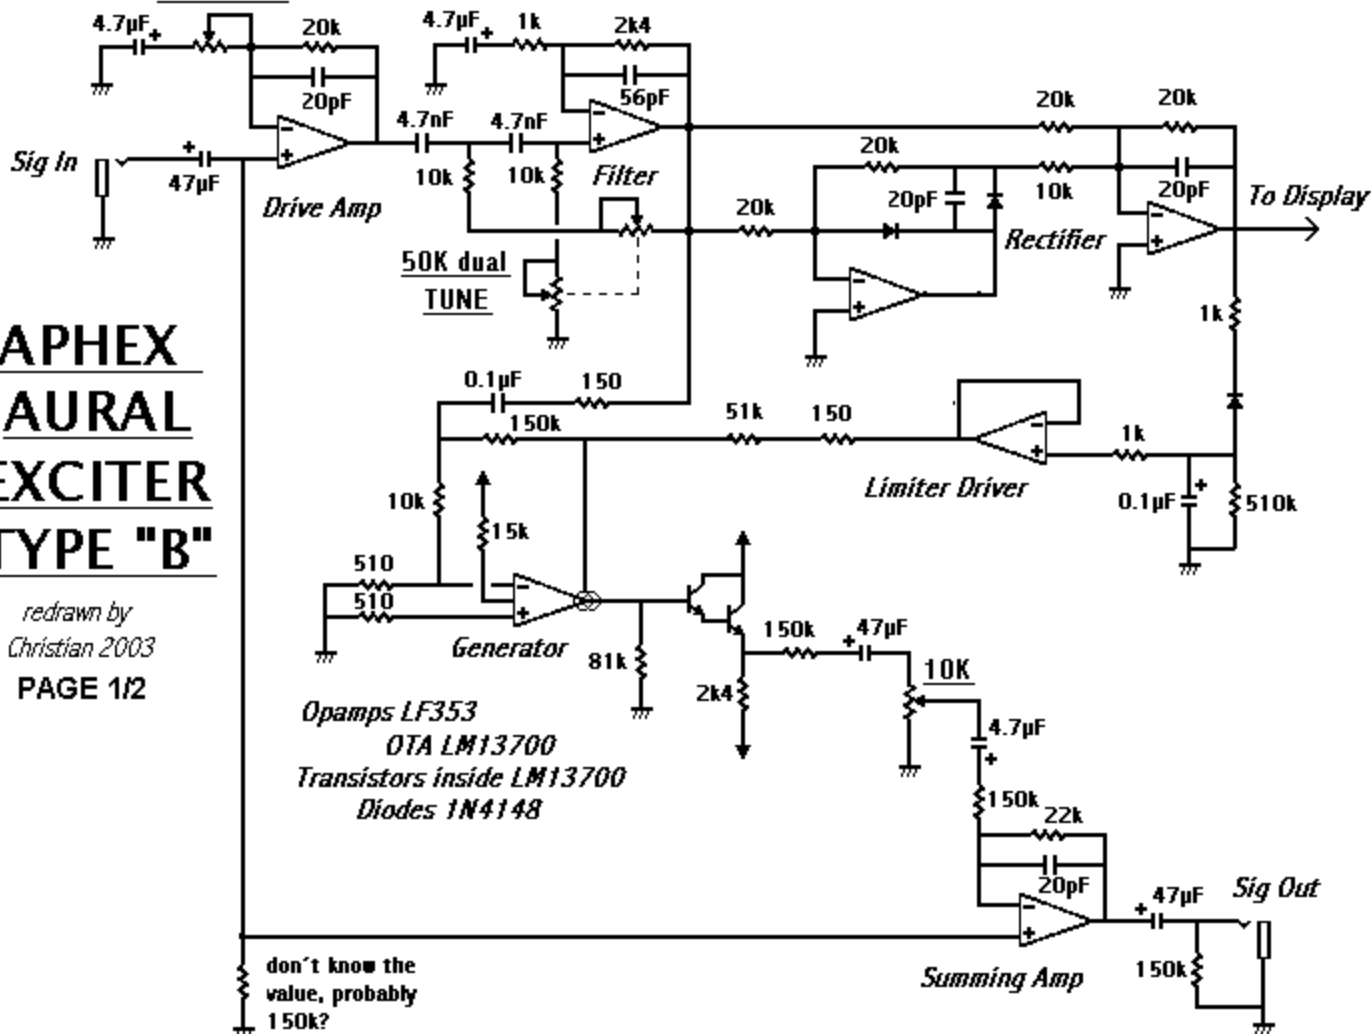 4.7µF + 20k
20pF
4.7µF + 1k 2k4
56pF
Sig In
+
47µF
Drive Amp
4.7nF 4.7nF
10k 10k
Filter
50K dual
TUNE
20k
20k
20pF
Rectifier
20k
10k
20k
20pF
To Display
1k
APHEX
AURAL
EXCITER
TYPE "B"
redrawn by
Christian 2003
PAGE 1/2
0.1µF 150
150k
51k 150
1k
Limiter Driver
0.1µF +
510k
10k
15k
510
510
Generator
81k
2k4
150k + 47µF
10K
4.7µF
+
150k
Opamps LF353
OTA LM13700
Transistors inside LM13700
Diodes 1N4148
22k
20pF
Summing Amp
+ 47µF
Sig Out
150k
don't know the
value, probably
150k?